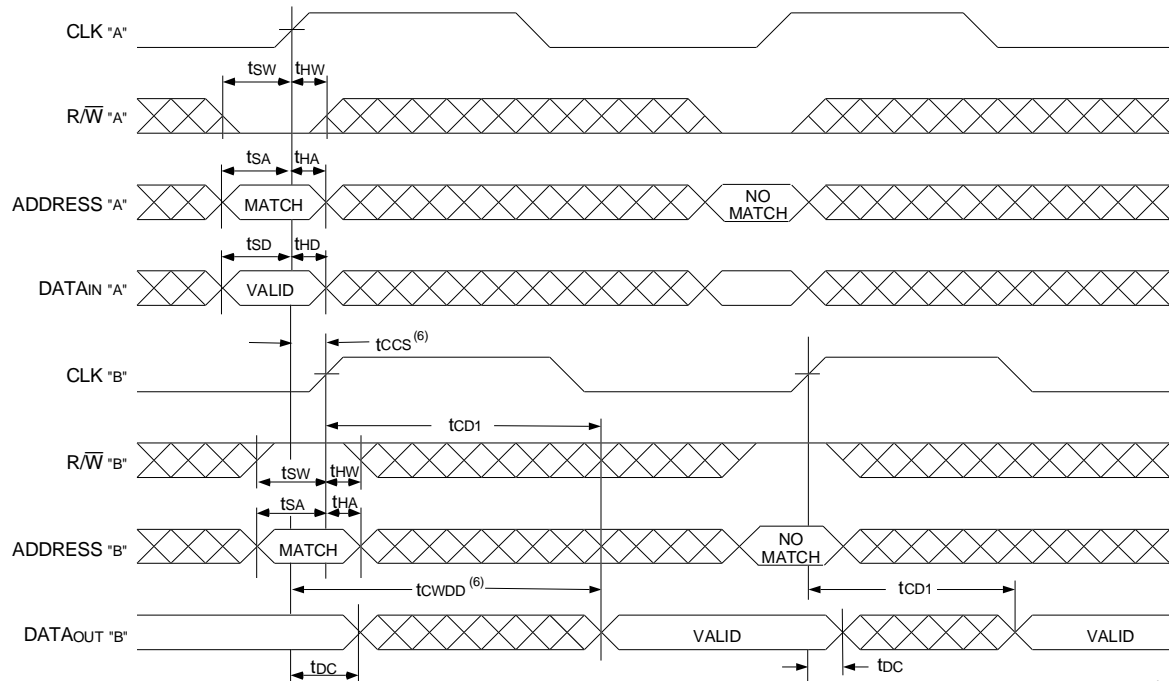 CLK "A"
tSW tHW
R/W̅ "A"
tSA tHA
ADDRESS "A" MATCH NO MATCH
tSD tHD
DATAIN "A" VALID
tCCS(6)
CLK "B"
tCD1
R/W̅ "B"
tSW tHW
tSA tHA
ADDRESS "B" MATCH NO MATCH
tCWDD (6) tCD1
DATAOUT "B" VALID VALID
tDC tDC